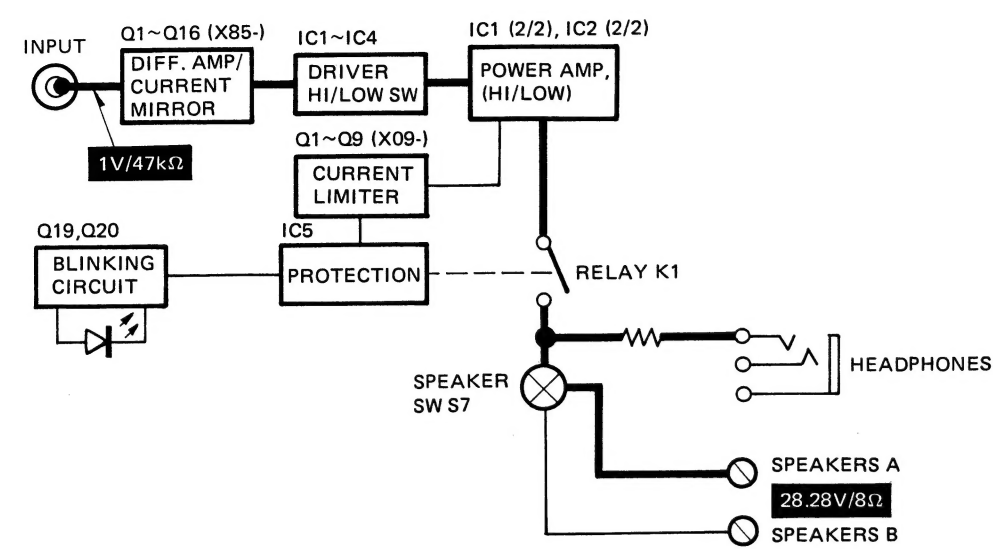 INPUT
Q1~Q16 (X85-)
DIFF. AMP/
CURRENT
MIRROR
IC1~IC4
DRIVER
HI/LOW SW
IC1 (2/2), IC2 (2/2)
POWER AMP,
(HI/LOW)
1V/47kΩ
Q1~Q9 (X09-)
CURRENT
LIMITER
Q19,Q20
BLINKING
CIRCUIT
IC5
PROTECTION
RELAY K1
HEADPHONES
SPEAKER
SW S7
SPEAKERS A
28.28V/8Ω
SPEAKERS B